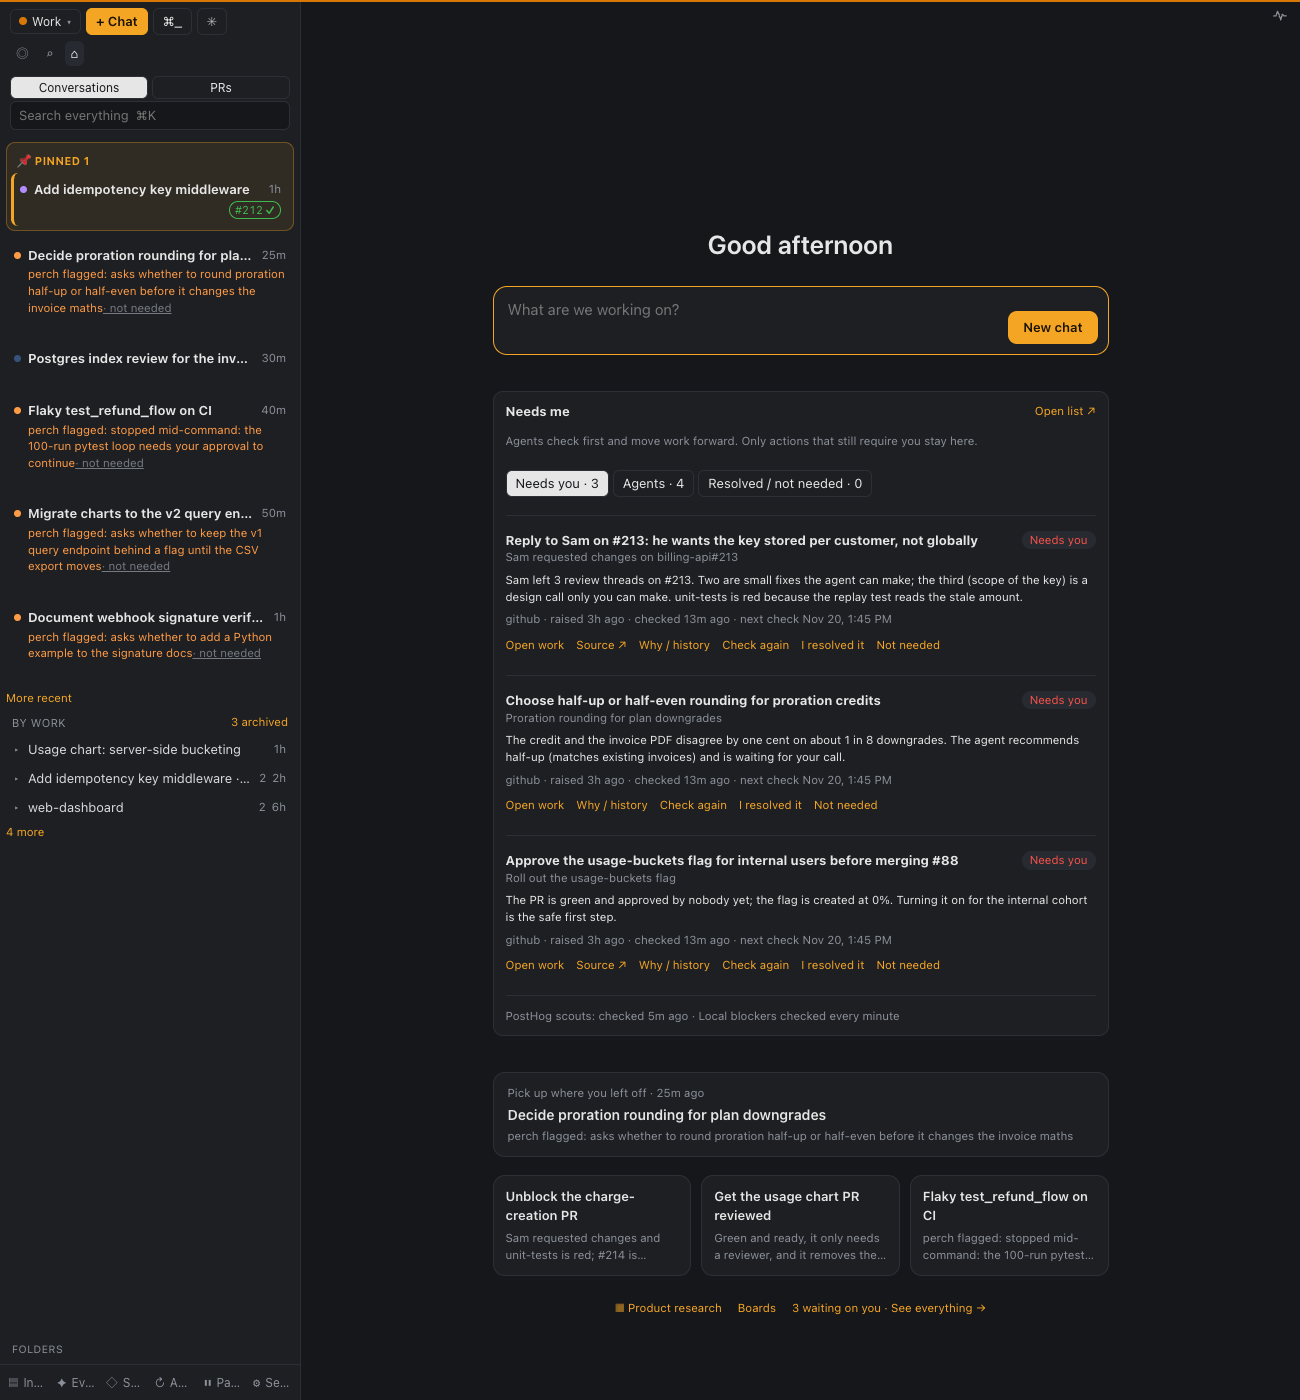 Work
+ Chat
⌘_
Conversations
PRs
Search everything ⌘K
PINNED 1
Add idempotency key middleware 1h
#212 ✓
Decide proration rounding for pla... 25m
perch flagged: asks whether to round proration
half-up or half-even before it changes the
invoice maths · not needed
Postgres index review for the inv... 30m
Flaky test_refund_flow on CI 40m
perch flagged: stopped mid-command: the
100-run pytest loop needs your approval to
continue · not needed
Migrate charts to the v2 query en... 50m
perch flagged: asks whether to keep the v1
query endpoint behind a flag until the CSV
export moves · not needed
Document webhook signature verif... 1h
perch flagged: asks whether to add a Python
example to the signature docs · not needed
More recent
BY WORK 3 archived
Usage chart: server-side bucketing 1h
Add idempotency key middleware ·... 2 2h
web-dashboard 2 6h
4 more
FOLDERS
In... Ev... S... A... Pa... Se...
Good afternoon
What are we working on?
New chat
Needs me Open list ↗
Agents check first and move work forward. Only actions that still require you stay here.
Needs you · 3 Agents · 4 Resolved / not needed · 0
Reply to Sam on #213: he wants the key stored per customer, not globally Needs you
Sam requested changes on billing-api#213
Sam left 3 review threads on #213. Two are small fixes the agent can make; the third (scope of the key) is a
design call only you can make. unit-tests is red because the replay test reads the stale amount.
github · raised 3h ago · checked 13m ago · next check Nov 20, 1:45 PM
Open work Source ↗ Why / history Check again I resolved it Not needed
Choose half-up or half-even rounding for proration credits Needs you
Proration rounding for plan downgrades
The credit and the invoice PDF disagree by one cent on about 1 in 8 downgrades. The agent recommends
half-up (matches existing invoices) and is waiting for your call.
github · raised 3h ago · checked 13m ago · next check Nov 20, 1:45 PM
Open work Why / history Check again I resolved it Not needed
Approve the usage-buckets flag for internal users before merging #88 Needs you
Roll out the usage-buckets flag
The PR is green and approved by nobody yet; the flag is created at 0%. Turning it on for the internal cohort
is the safe first step.
github · raised 3h ago · checked 13m ago · next check Nov 20, 1:45 PM
Open work Source ↗ Why / history Check again I resolved it Not needed
PostHog scouts: checked 5m ago · Local blockers checked every minute
Pick up where you left off · 25m ago
Decide proration rounding for plan downgrades
perch flagged: asks whether to round proration half-up or half-even before it changes the invoice maths
Unblock the charge-
creation PR
Sam requested changes and
unit-tests is red; #214 is...
Get the usage chart PR
reviewed
Green and ready, it only needs
a reviewer, and it removes the...
Flaky test_refund_flow on
CI
perch flagged: stopped mid-
command: the 100-run pytest...
Product research Boards 3 waiting on you · See everything →